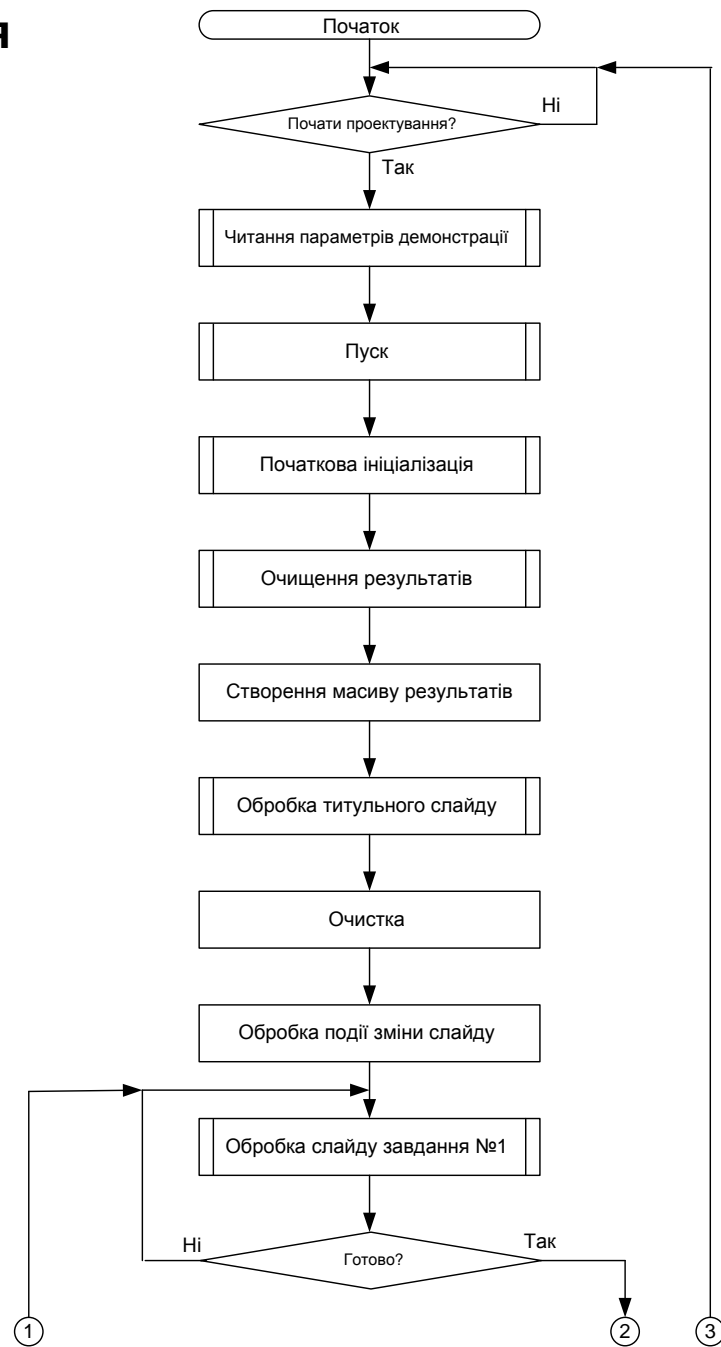 я
Початок
Ні
Почати проектування?
Так
Читання параметрів демонстрації
Пуск
Початкова ініціалізація
Очищення результатів
Створення масиву результатів
Обробка титульного слайду
Очистка
Обробка події зміни слайду
Обробка слайду завдання №1
Ні
Так
Готово?
1
2
3